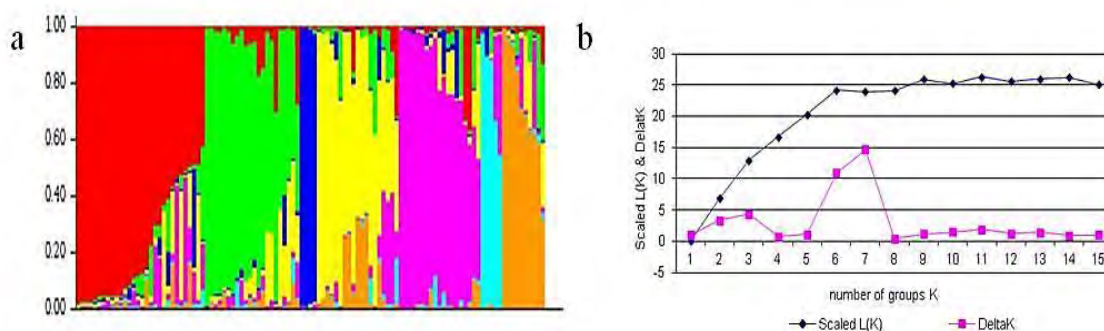 a
1.00
0.80
0.60
0.40
0.20
0.00
b
Scaled L(K) & DelatK
30
25
20
15
10
5
0
-5
1 2 3 4 5 6 7 8 9 10 11 12 13 14 15
number of groups K
Scaled L(K) DeltaK